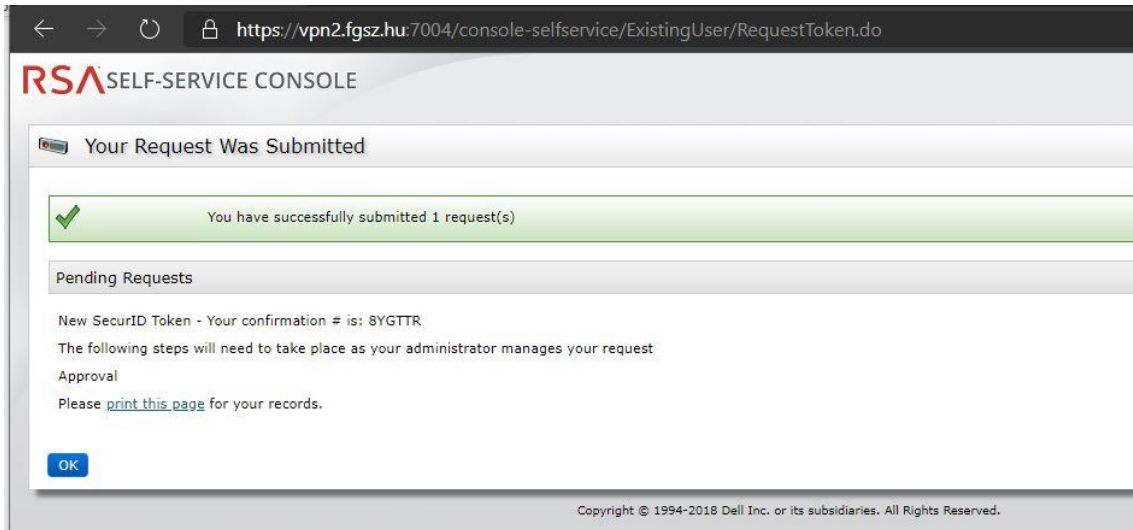 https://vpn2.fgsz.hu:7004/console-selfservice/ExistingUser/RequestToken.do
RSA SELF-SERVICE CONSOLE
Your Request Was Submitted
You have successfully submitted 1 request(s)
Pending Requests
New SecurID Token - Your confirmation # is: 8YGTTR
The following steps will need to take place as your administrator manages your request
Approval
Please print this page for your records.
OK
Copyright © 1994-2018 Dell Inc. or its subsidiaries. All Rights Reserved.